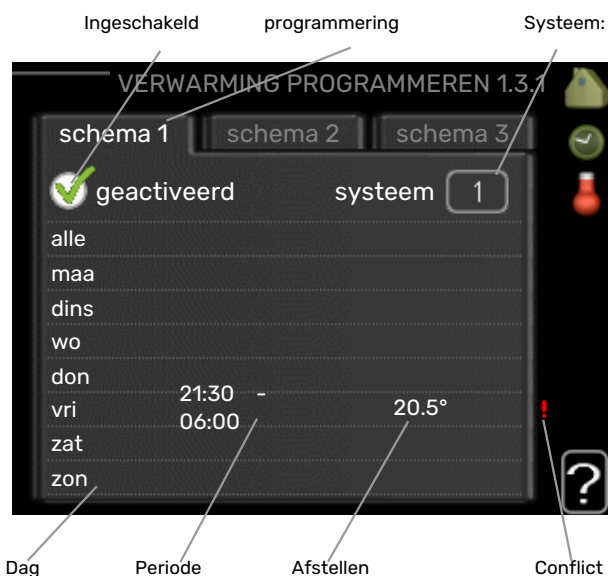 Ingeschakeld programmering Systeem:
VERWARMING PROGRAMMEREN 1.3.1
schema 1 schema 2 schema 3
geactiveerd systeem 1
alle
maa
dins
wo
don
vri 21:30 - 06:00 20.5° !
zat
zon
?
Dag Periode Afstellen Conflict